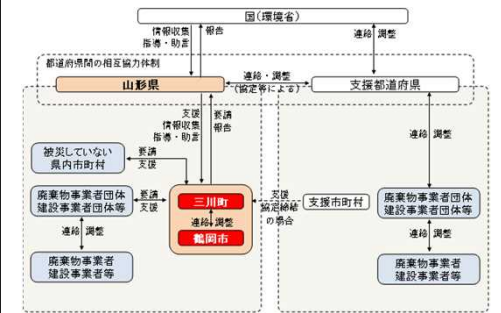 国(環境省)
情報収集
指導・助言
報告
連絡
調整
都道府県間の相互協力体制
山形県
連絡・調整
(協定等による)
支援都道府県
支援
情報収集
指導・助言
要請
報告
連絡
調整
被災していない
県内市町村
要請
支援
廃棄物事業者団体
建設事業者団体等
要請
支援
三川町
連絡
調整
鶴岡市
支援
協定締結
の場合
支援市町村
廃棄物事業者団体
建設事業者団体等
連絡
調整
連絡
調整
廃棄物事業者
建設事業者等
廃棄物事業者
建設事業者等